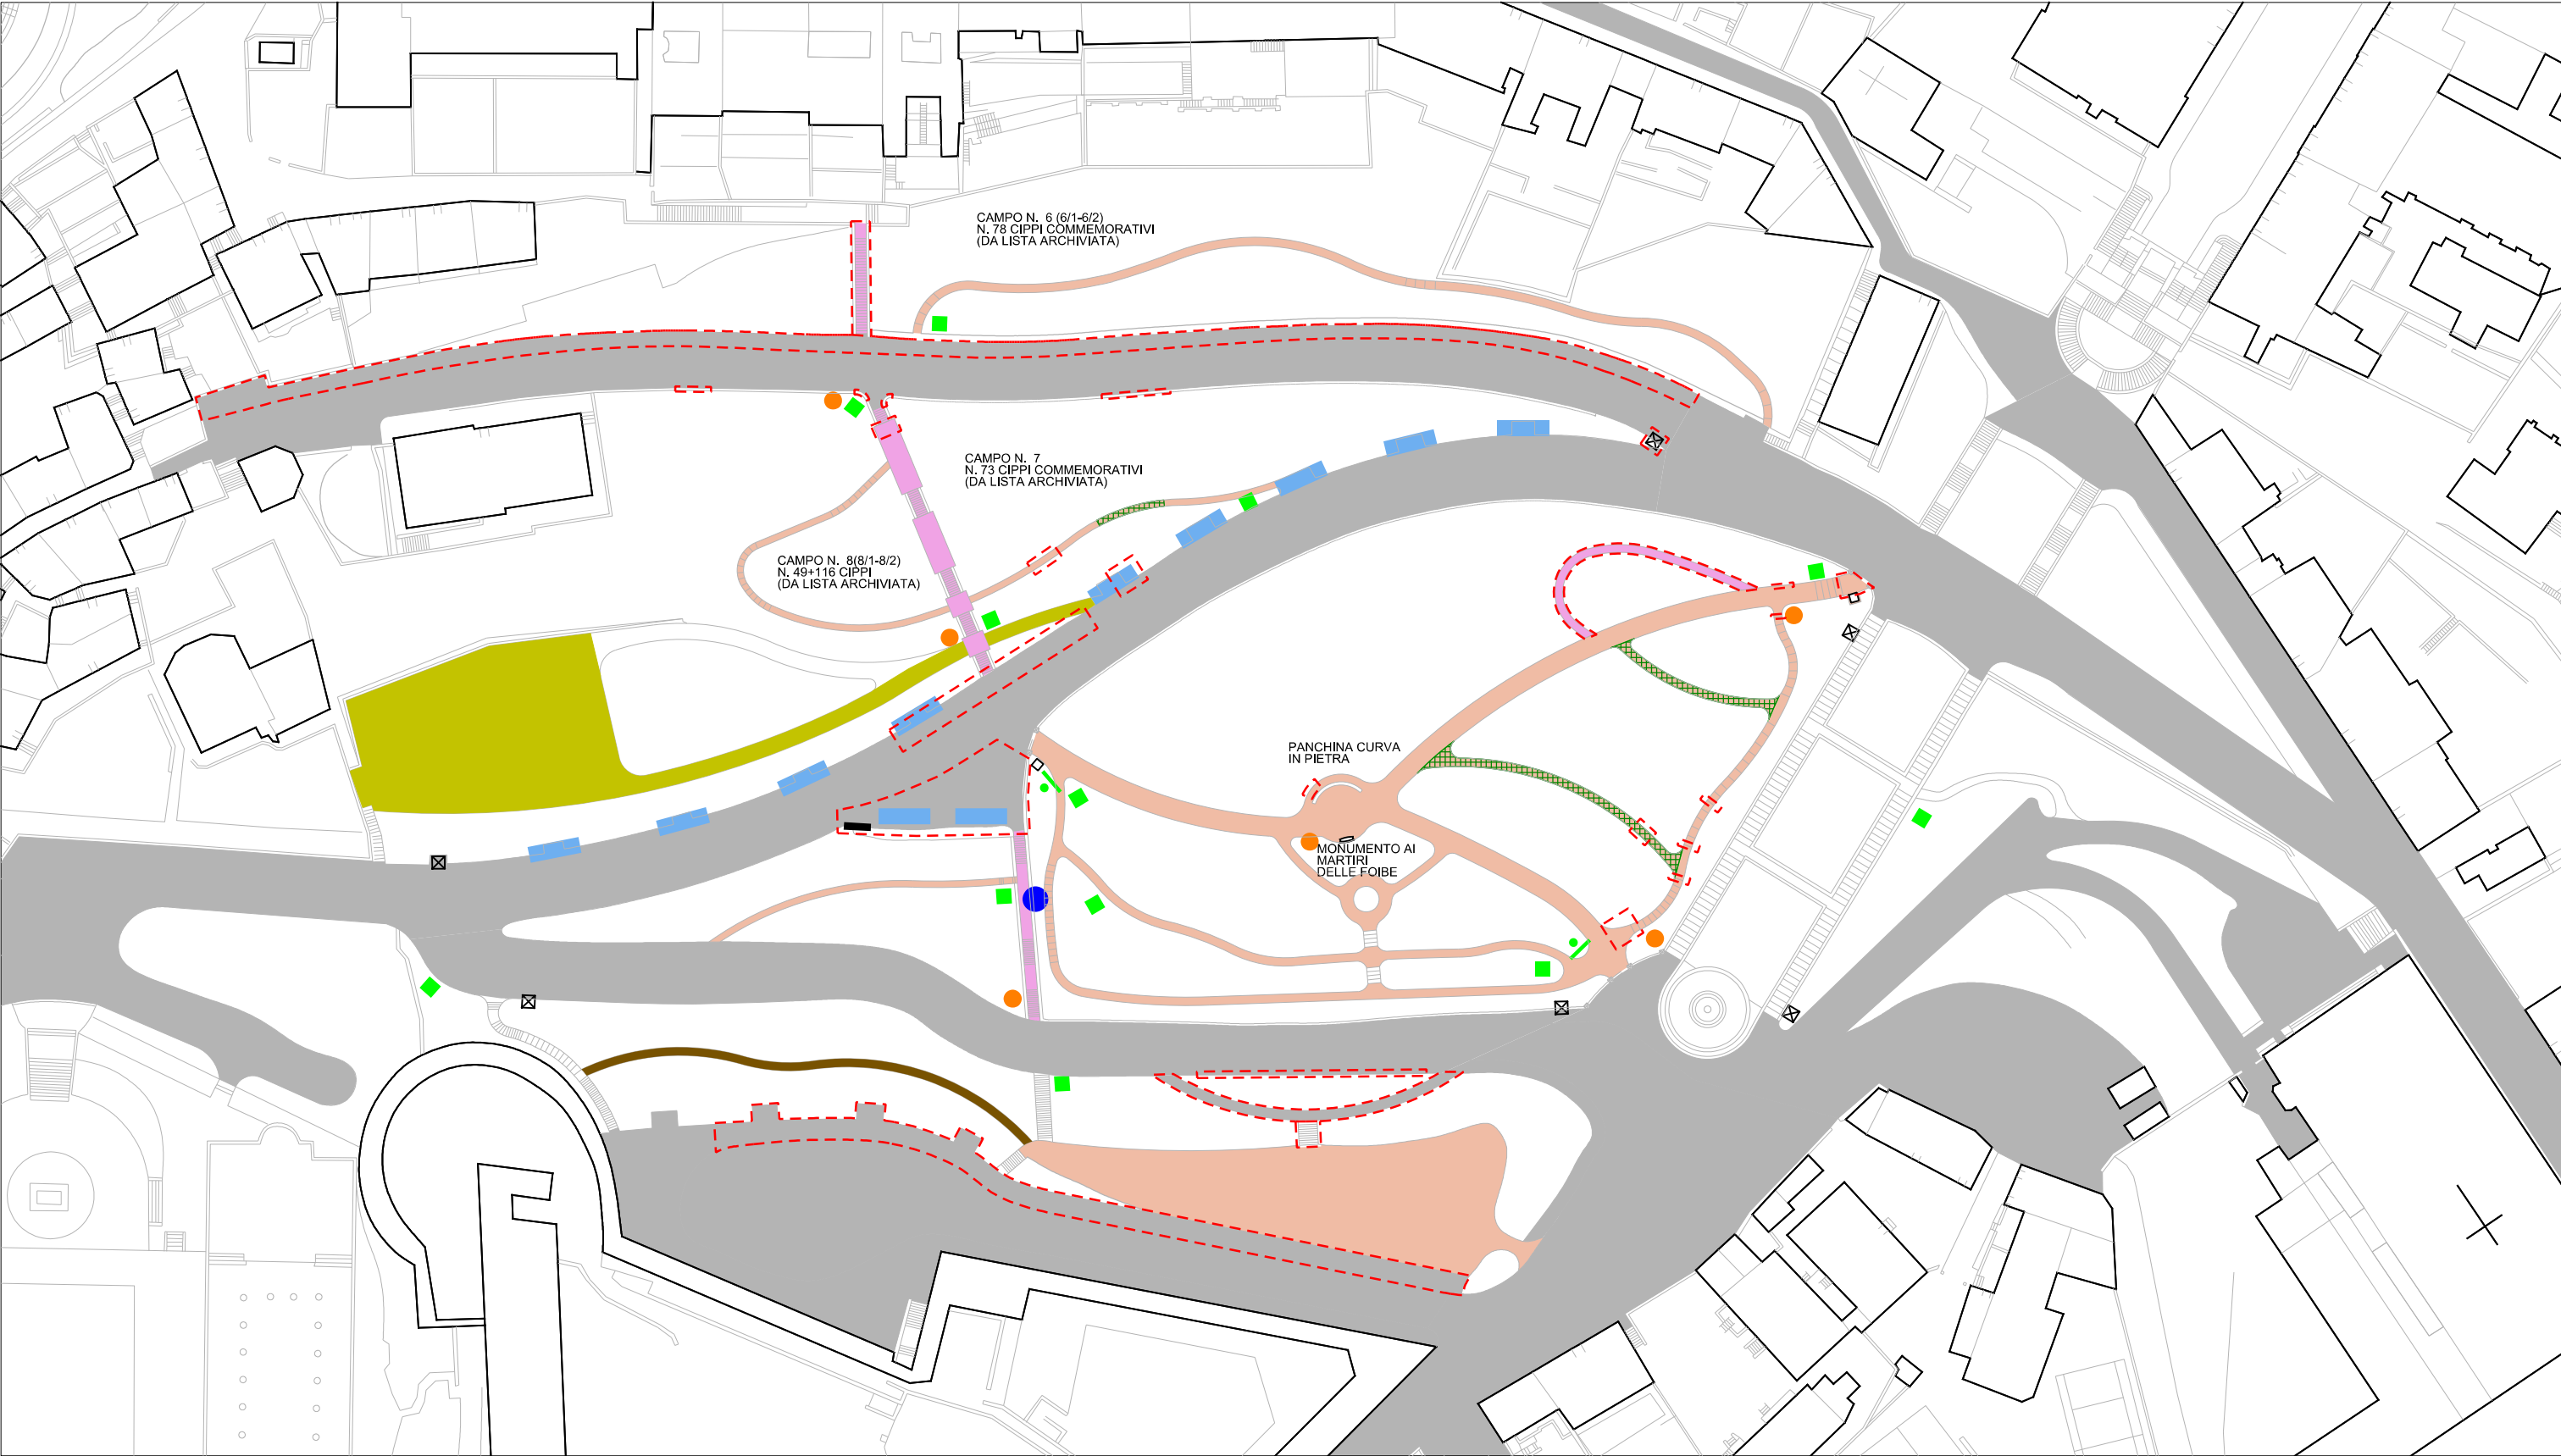 CAMPO N. 6 (6/1-6/2)
N. 78 CIPPI COMMEMORATIVI
(DA LISTA ARCHIVIATA)
CAMPO N. 7
N. 73 CIPPI COMMEMORATIVI
(DA LISTA ARCHIVIATA)
CAMPO N. 8(8/1-8/2)
N. 49+116 CIPPI
(DA LISTA ARCHIVIATA)
PANCHINA CURVA
IN PIETRA
MONUMENTO AI
MARTIRI
DELLE FOIBE